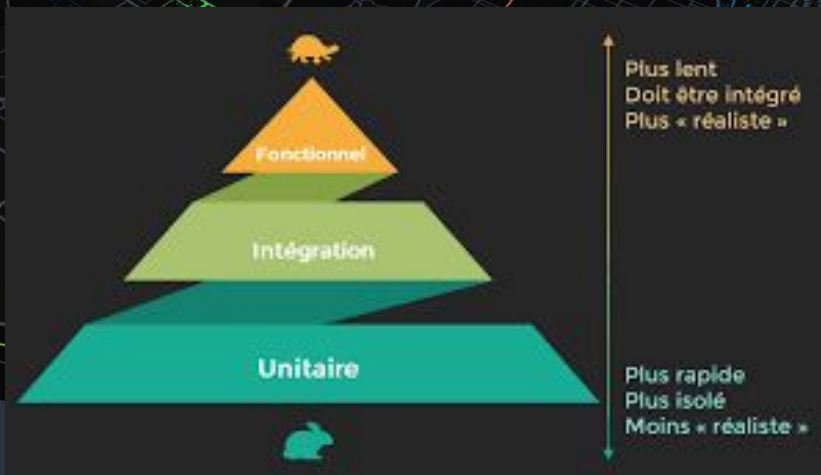 Plus lent
Doit être intégré
Plus « réaliste »
Fonctionnel
Intégration
Unitaire
Plus rapide
Plus isolé
Moins « réaliste »